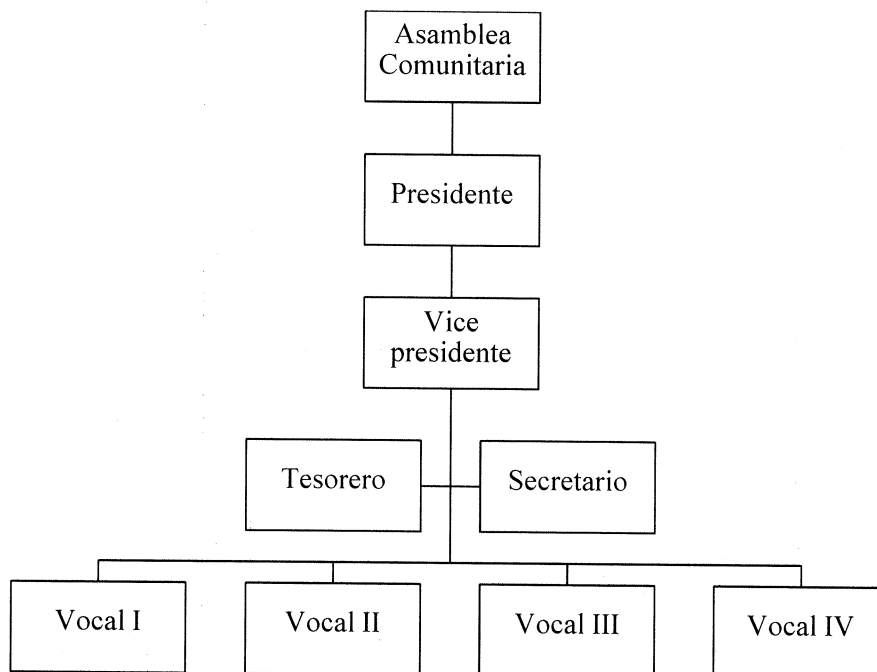 Asamblea
Comunitaria
Presidente
Vice
presidente
Tesorero
Secretario
Vocal I
Vocal II
Vocal III
Vocal IV